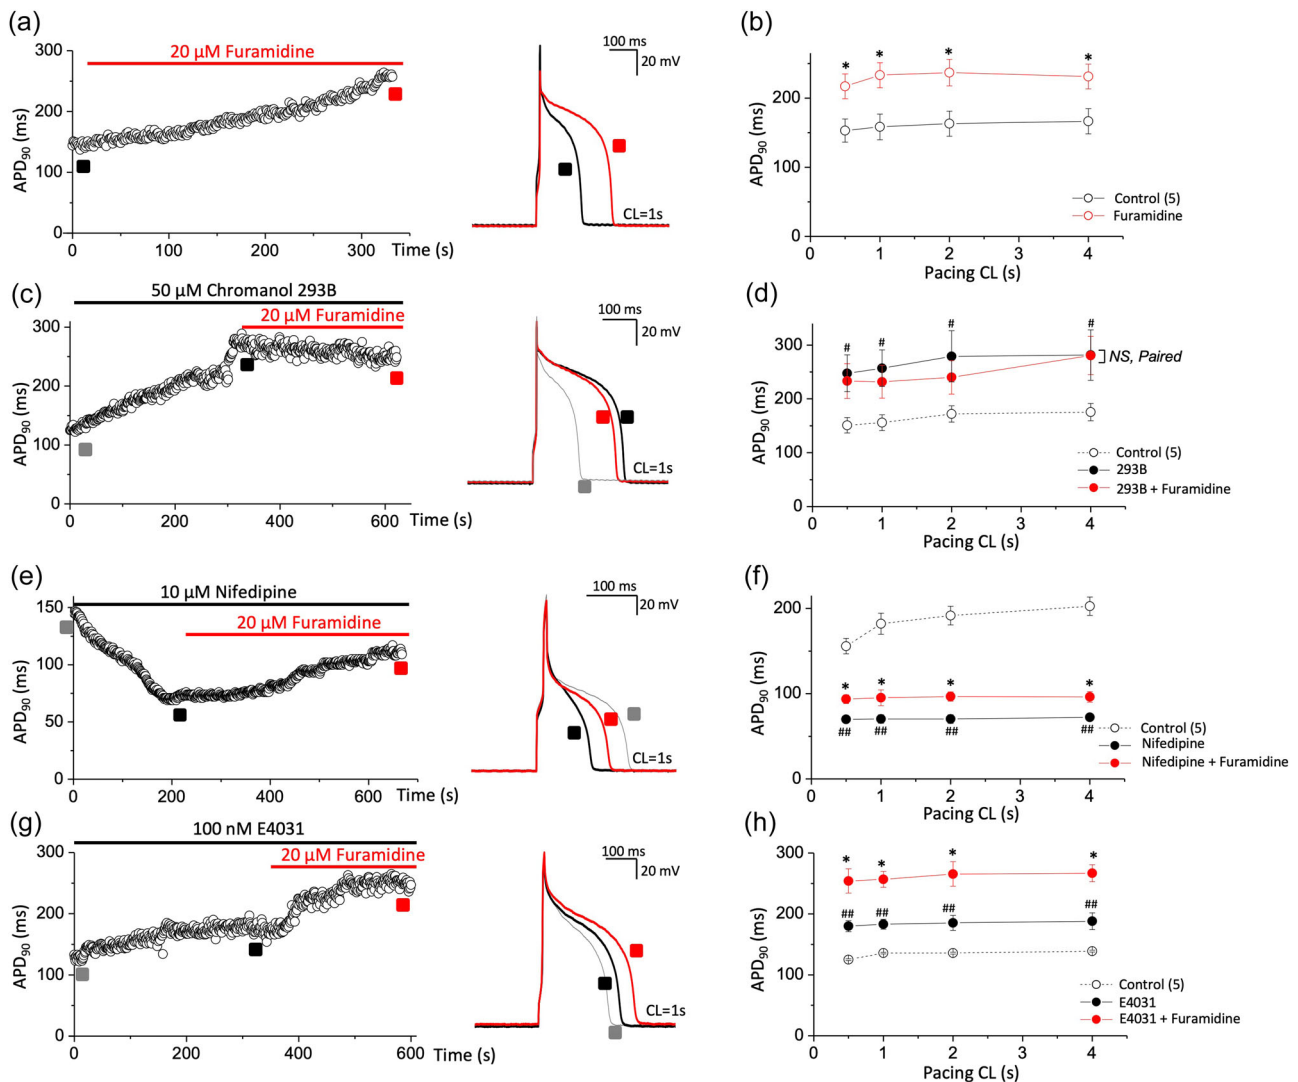 (a)
20 µM Furamidine
300
200
100
0
APD90 (ms)
0
100
200
300
Time (s)
100 ms
20 mV
CL=1s
(b)
200
100
0
APD90 (ms)
0
1
2
3
4
Pacing CL (s)
* * * *
Control (5)
Furamidine
(c)
50 µM Chromanol 293B
20 µM Furamidine
300
200
100
0
APD90 (ms)
0
200
400
600
Time (s)
100 ms
20 mV
CL=1s
(d)
300
200
100
0
APD90 (ms)
0
1
2
3
4
Pacing CL (s)
# # # #
NS, Paired
Control (5)
293B
293B + Furamidine
(e)
10 µM Nifedipine
20 µM Furamidine
150
100
50
0
APD90 (ms)
0
200
400
600
Time (s)
100 ms
20 mV
CL=1s
(f)
200
100
0
APD90 (ms)
0
1
2
3
4
Pacing CL (s)
* * * *
## ## ## ##
Control (5)
Nifedipine
Nifedipine + Furamidine
(g)
100 nM E4031
20 µM Furamidine
300
200
100
0
APD90 (ms)
0
200
400
600
Time (s)
100 ms
20 mV
CL=1s
(h)
300
200
100
0
APD90 (ms)
0
1
2
3
4
Pacing CL (s)
* * * *
## ## ## ##
Control (5)
E4031
E4031 + Furamidine